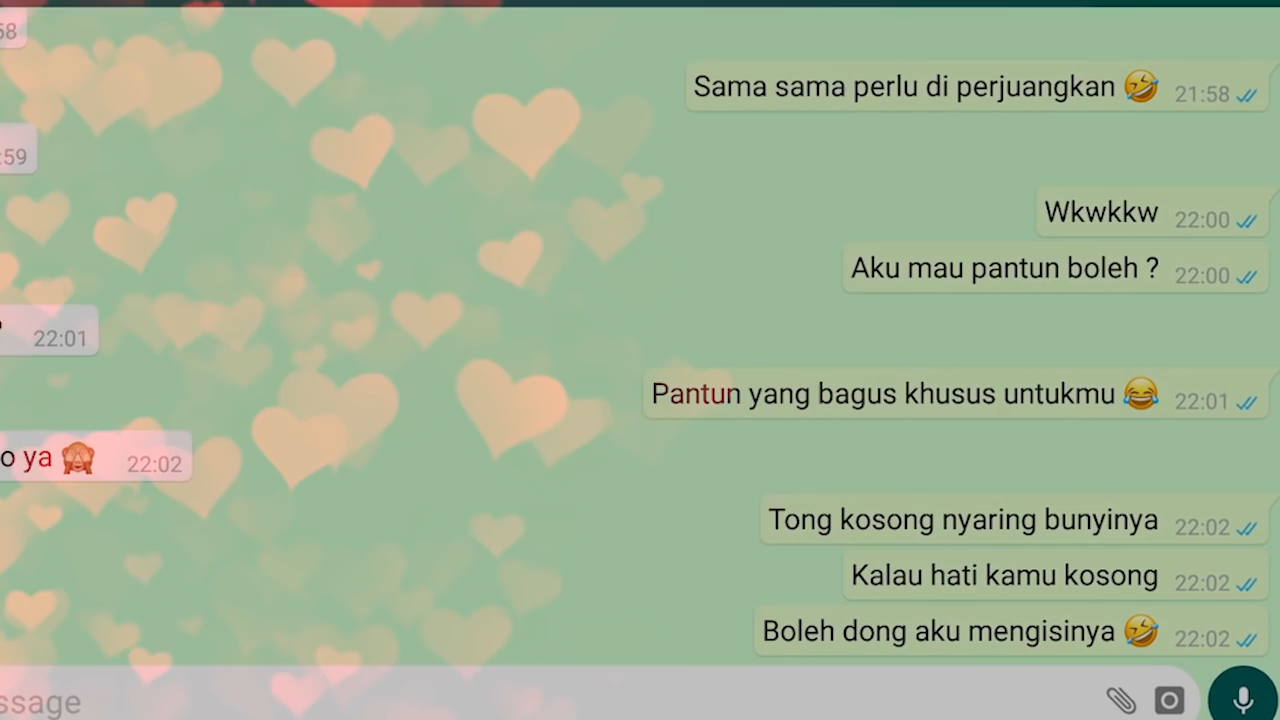 58
Sama sama perlu di perjuangkan 🤣 21:58
:59
Wkwkkw 22:00
Aku mau pantun boleh ? 22:00
22:01
Pantun yang bagus khusus untukmu 😂 22:01
o ya 🙈 22:02
Tong kosong nyaring bunyinya 22:02
Kalau hati kamu kosong 22:02
Boleh dong aku mengisinya 🤣 22:02
ssage